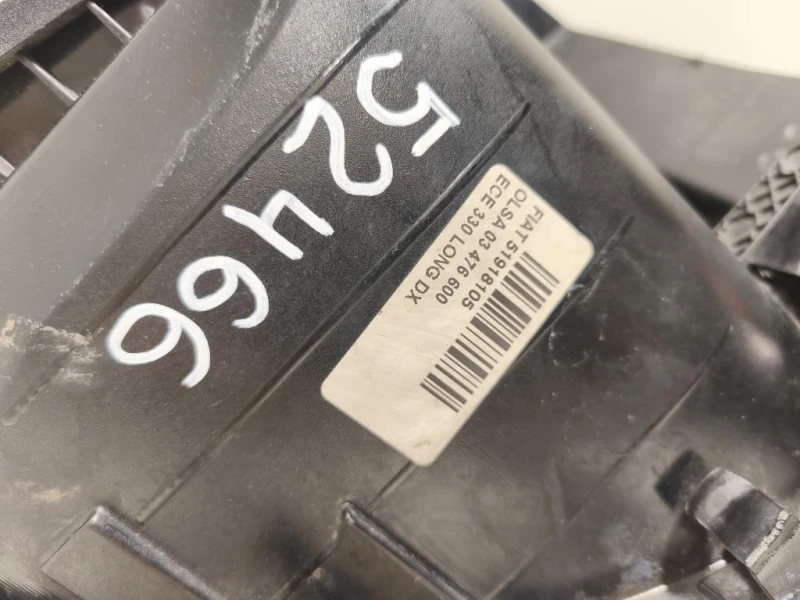 52466
FIAT 51918105
OLSA 03 476 600
ECE 330 LONG DX